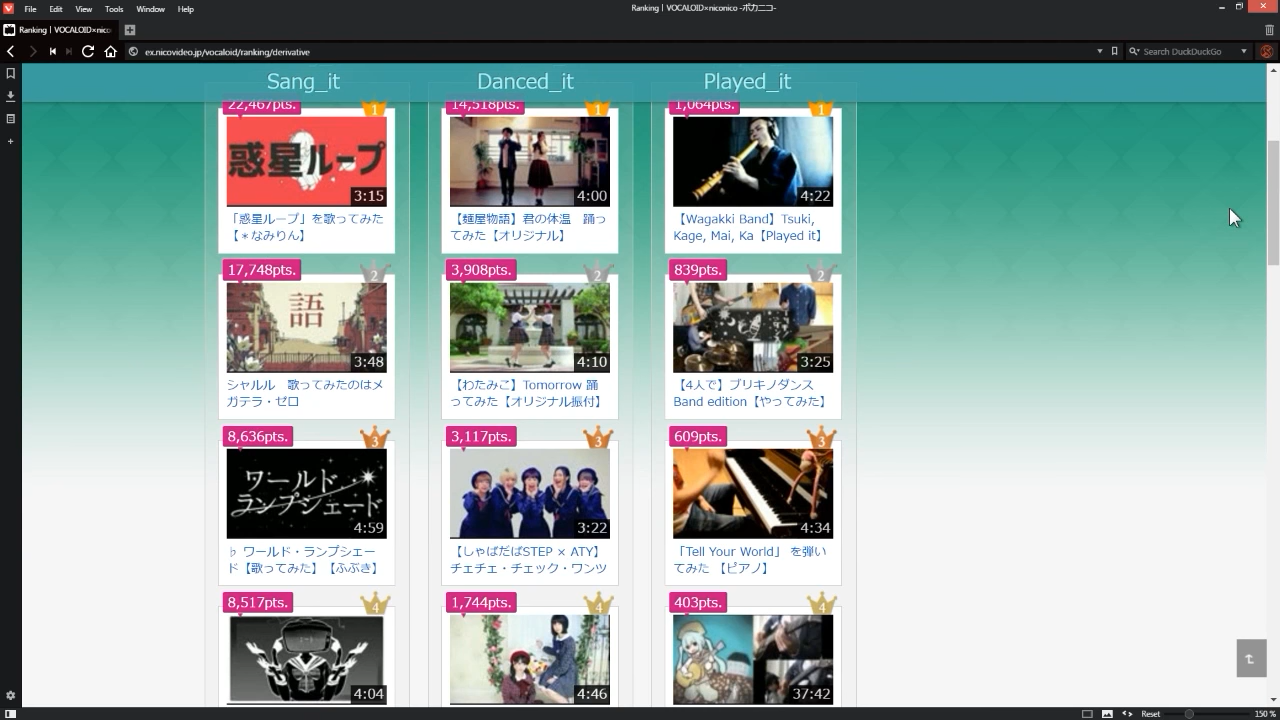 File Edit View Tools Window Help
Ranking | VOCALOID×niconico -ボカニコ-
Ranking | VOCALOID×nico
ex.nicovideo.jp/vocaloid/ranking/derivative
Search DuckDuckGo
Sang_it
Danced_it
Played_it
22,467pts.
1
惑星ループ
3:15
「惑星ループ」を歌ってみた
【＊なみりん】
14,518pts.
1
4:00
【麺屋物語】君の体温　踊っ
てみた【オリジナル】
1,064pts.
1
4:22
【Wagakki Band】Tsuki,
Kage, Mai, Ka【Played it】
17,748pts.
2
語
3:48
シャルル　歌ってみたのはメ
ガテラ・ゼロ
3,908pts.
2
4:10
【わたみこ】Tomorrow 踊
ってみた【オリジナル振付】
839pts.
2
3:25
【4人で】ブリキノダンス
Band edition【やってみた】
8,636pts.
3
ワールド
ランプシェード
4:59
♭ ワールド・ランプシェー
ド【歌ってみた】【ふぶき】
3,117pts.
3
3:22
【しゃばだばSTEP × ATY】
チェチェ・チェック・ワンツ
609pts.
3
4:34
「Tell Your World」 を弾い
てみた 【ピアノ】
8,517pts.
4
4:04
1,744pts.
4
4:46
403pts.
4
37:42
Reset
150 %